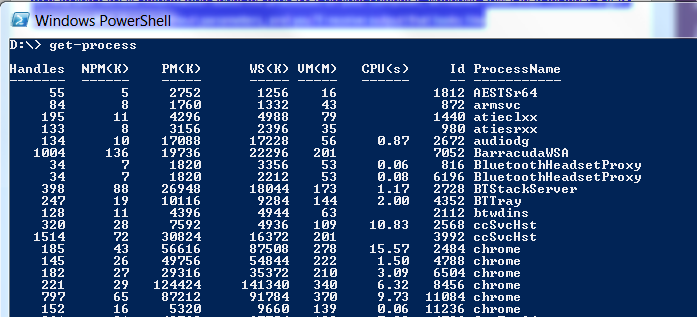 Windows PowerShell
D:\> get-process
Handles NPM(K) PM(K) WS(K) VM(M) CPU(s) Id ProcessName
------- ------ ----- ----- ----- ------ -- -----------
55 5 2752 1256 16 1812 AESTSr64
84 8 1760 1332 43 872 armsvc
195 11 4296 4988 79 1440 atieclxx
133 8 3156 2396 35 980 atiesrxx
134 10 17088 17228 56 0.87 2672 audiodg
1004 136 19736 22296 201 7052 BarracudaWSA
34 7 1820 3356 53 0.06 816 BluetoothHeadsetProxy
34 7 1820 2212 53 0.08 6196 BluetoothHeadsetProxy
398 88 26948 18044 173 1.17 2728 BTStackServer
247 19 10116 9284 144 2.00 4352 BTTray
128 11 4396 4944 63 2112 btwdins
320 28 7592 4936 109 10.83 2568 ccSvcHst
1514 72 30824 16372 201 3992 ccSvcHst
185 43 56616 87508 278 15.57 2484 chrome
145 26 49756 54844 222 1.50 4788 chrome
182 27 29316 35372 210 3.09 6504 chrome
221 29 124424 141340 340 6.32 8456 chrome
797 65 87212 91784 370 9.73 11084 chrome
152 16 5320 9660 139 0.06 11236 chrome